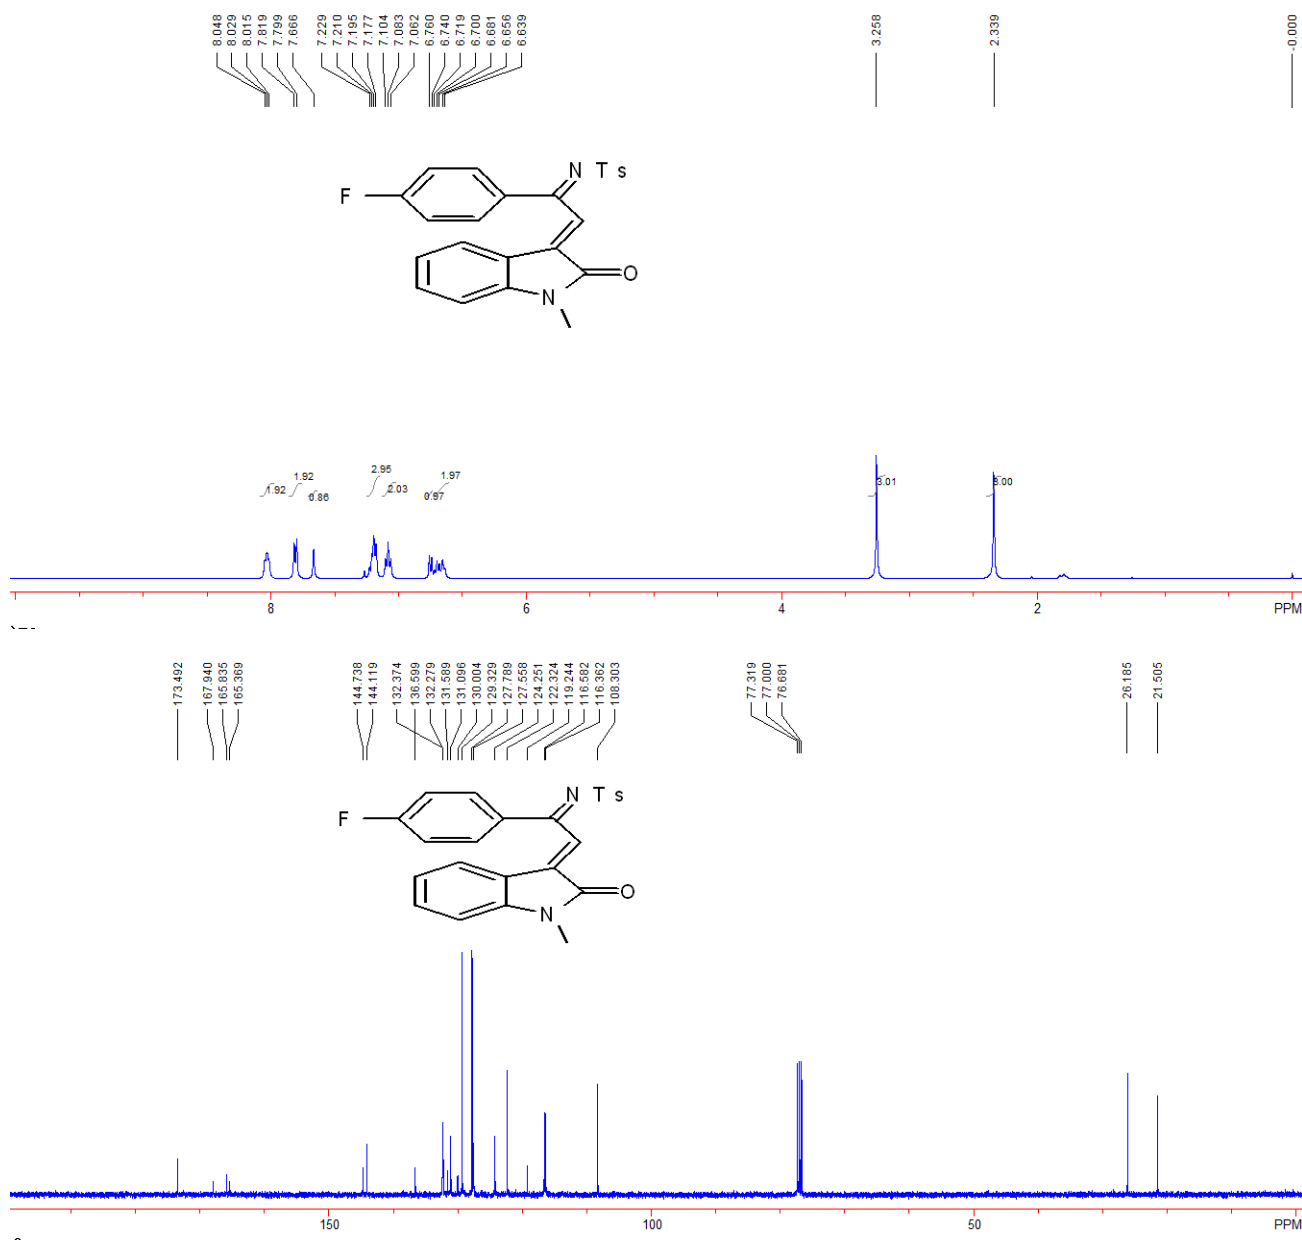 8.048 8.029 8.015 7.819 7.799 7.666 7.229 7.210 7.195 7.177 7.104 7.083 7.062 6.760 6.740 6.719 6.700 6.681 6.656 6.639 3.258 2.339 -0.000
N Ts
F
O
N
1.92 1.92 0.86 2.95 2.03 0.97 1.97 3.01 3.00
8 6 4 2 PPM
173.492 167.940 165.835 165.369 144.738 144.119 132.374 136.599 132.279 131.589 131.096 130.004 129.329 127.789 127.558 124.251 122.324 119.244 116.582 116.362 108.303 77.319 77.000 76.681 26.185 21.505
N Ts
F
O
N
150 100 50 PPM